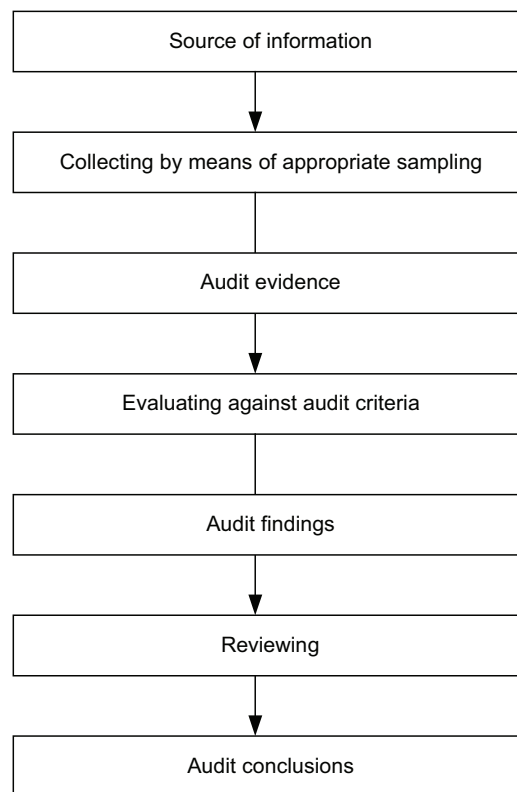 Source of information
Collecting by means of appropriate sampling
Audit evidence
Evaluating against audit criteria
Audit findings
Reviewing
Audit conclusions